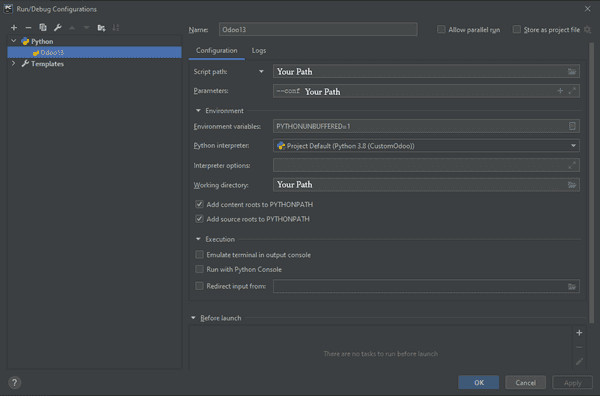 PC Run/Debug Configurations
Name: Odoo13
Allow parallel run
Store as project file
Python
Odoo13
Templates
Configuration Logs
Script path: Your Path
Parameters: --conf Your Path
Environment
Environment variables: PYTHONUNBUFFERED=1
Python interpreter: Project Default (Python 3.8 (CustomOdoo))
Interpreter options:
Working directory: Your Path
Add content roots to PYTHONPATH
Add source roots to PYTHONPATH
Execution
Emulate terminal in output console
Run with Python Console
Redirect input from:
Before launch
There are no tasks to run before launch
? OK Cancel Apply